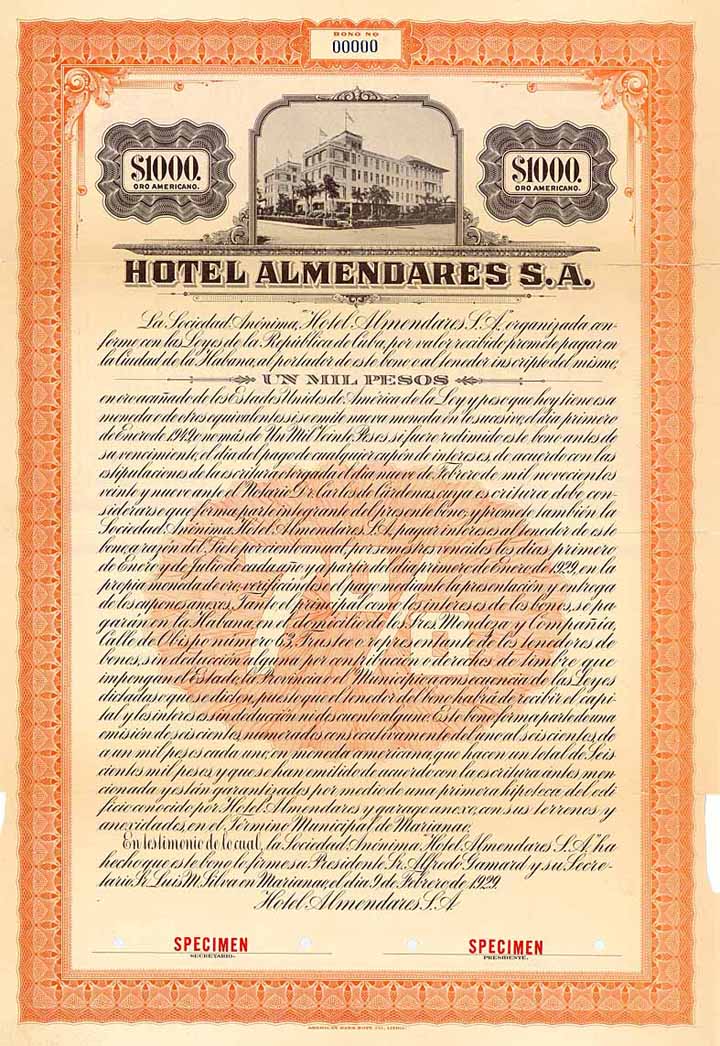 BONO NO
00000
$1000.
ORO AMERICANO.
$1000.
ORO AMERICANO.
HOTEL ALMENDARES S.A.
La Sociedad Anónima, "Hotel Almendares S.A." organizada con-
forme con las Leyes de la República de Cuba, por valor recibido promete pagar en
la Ciudad de la Habana, al portador de este bono o al tenedor inscripto del mismo,
UN MIL PESOS
en oro acuñado de los Estados Unidos de América de la Ley y peso que hoy tiene esa
moneda o de otros equivalentes si se emite nueva moneda en lo sucesivo, el día primero
de Enero de 1942 o no más de Un Mil Veinte Pesos si fuere redimido este bono antes de
su vencimiento, el día del pago de cualquier cupón de intereses, de acuerdo con las
estipulaciones de la escritura otorgada el día nueve de Febrero de mil novecientos
veinte y nueve ante el Notario Dr. Carlos de Cárdenas, cuya escritura debe con-
siderarse que forma parte integrante del presente bono; y promete también la
Sociedad Anónima Hotel Almendares S.A. pagar intereses al tenedor de este
bono, a razón del Siete por ciento anual, por semestres vencidos los días primero
de Enero y de Julio de cada año y a partir del día primero de Enero de 1929, en la
propia moneda de oro, verificándose el pago mediante la presentación y entrega
de los cupones anexos. Tanto el principal como los intereses de los bonos, se pa-
garán en la Habana, en el domicilio de los Sres. Mendoza y Compañia,
Calle de Obispo número 63, Trustee o representante de los tenedores de
bonos, sin deducción alguna por contribución o derechos de timbre que
impongan el Estado, la Provincia o el Municipio a consecuencia de las Leyes
dictadas o que se dicten, puesto que el tenedor del bono habrá de recibir el capi-
tal y los intereses sin deducción ni descuento alguno. Este bono forma parte de una
emisión de seiscientos, numerados consecutivamente del uno al seiscientos, de
a un mil pesos cada uno, en moneda americana, que hacen un total de Seis
cientos mil pesos, y que se han emitido de acuerdo con la escritura antes men
cionada y están garantizados por medio de una primera hipoteca del edi
ficio conocido por Hotel Almendares y garage anexo, con sus terrenos y
anexidades, en el Término Municipal de Marianao.
En testimonio de lo cual, la Sociedad Anónima "Hotel Almendares S.A." ha
hecho que este bono lo firme su Presidente Sr. Alfredo Gamard y su Secre-
tario Sr. Luis M. Silva en Marianao, el día 9 de Febrero de 1929.
Hotel Almendares S.A.
7%
SPECIMEN
SECRETARIO.
SPECIMEN
PRESIDENTE.